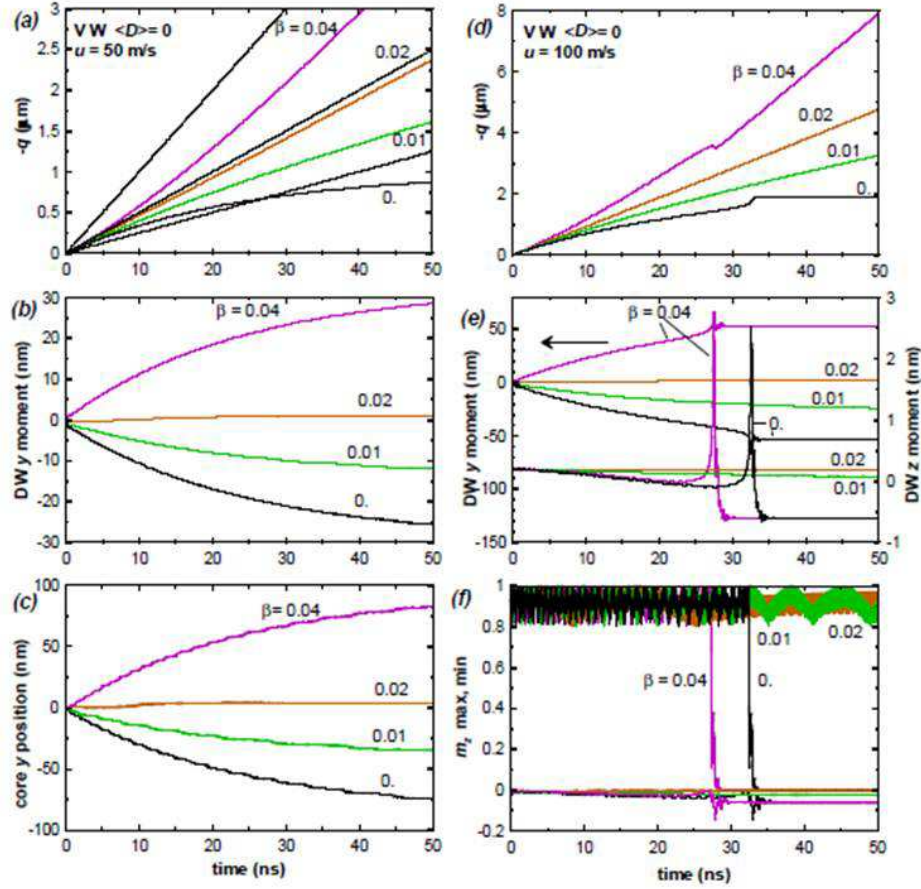 (a)
VW <D>= 0
u = 50 m/s
β = 0.04
0.02
0.01
0.
-q (μm)
3
2.5
2
1.5
1
0.5
0
0 10 20 30 40 50
(d)
VW <D>= 0
u = 100 m/s
β = 0.04
0.02
0.01
0.
-q (μm)
8
6
4
2
0
0 10 20 30 40 50
(b)
β = 0.04
0.02
0.01
0.
DW y moment (nm)
30
20
10
0
-10
-20
-30
0 10 20 30 40 50
(e)
β = 0.04
0.02
0.01
0.
0.02
0.01
DW y moment (nm)
50
0
-50
-100
-150
DW z moment (nm)
3
2
1
0
-1
0 10 20 30 40 50
(c)
β = 0.04
0.02
0.01
0.
core y position (nm)
100
50
0
-50
-100
0 10 20 30 40 50
time (ns)
(f)
0.01
0.02
β = 0.04
0.
mz max, min
1
0.8
0.6
0.4
0.2
0
-0.2
0 10 20 30 40 50
time (ns)